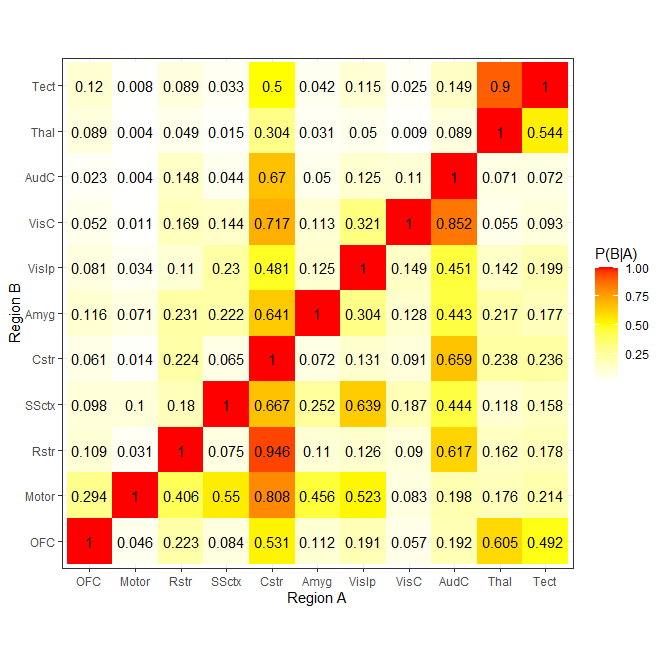 Tect 0.12 0.008 0.089 0.033 0.5 0.042 0.115 0.025 0.149 0.9 1
Thal 0.089 0.004 0.049 0.015 0.304 0.031 0.05 0.009 0.089 1 0.544
AudC 0.023 0.004 0.148 0.044 0.67 0.05 0.125 0.11 1 0.071 0.072
VisC 0.052 0.011 0.169 0.144 0.717 0.113 0.321 1 0.852 0.055 0.093
VisIp 0.081 0.034 0.11 0.23 0.481 0.125 1 0.149 0.451 0.142 0.199
Amyg 0.116 0.071 0.231 0.222 0.641 1 0.304 0.128 0.443 0.217 0.177
Cstr 0.061 0.014 0.224 0.065 1 0.072 0.131 0.091 0.659 0.238 0.236
SSctx 0.098 0.1 0.18 1 0.667 0.252 0.639 0.187 0.444 0.118 0.158
Rstr 0.109 0.031 1 0.075 0.946 0.11 0.126 0.09 0.617 0.162 0.178
Motor 0.294 1 0.406 0.55 0.808 0.456 0.523 0.083 0.198 0.176 0.214
OFC 1 0.046 0.223 0.084 0.531 0.112 0.191 0.057 0.192 0.605 0.492
OFC Motor Rstr SSctx Cstr Amyg VisIp VisC AudC Thal Tect
Region A
Region B
P(B|A)
1.00
0.75
0.50
0.25